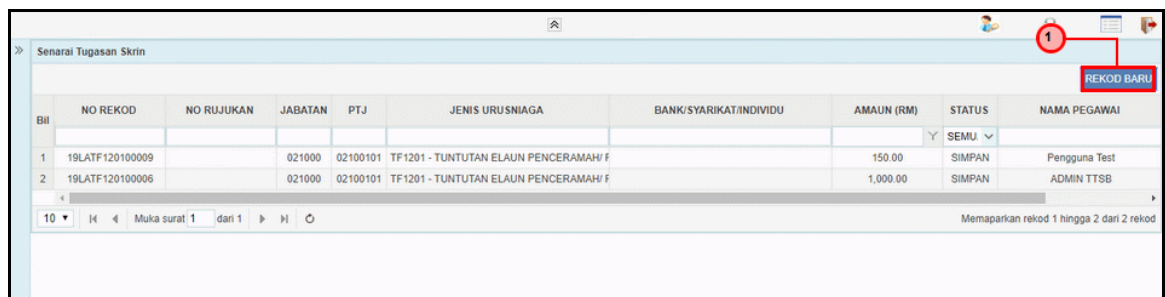 1
Senarai Tugasan Skrin
REKOD BARU
Bil NO REKOD NO RUJUKAN JABATAN PTJ JENIS URUSNIAGA BANK/SYARIKAT/INDIVIDU AMAUN (RM) STATUS NAMA PEGAWAI
SEMU.
1 19LATF120100009 021000 02100101 TF1201 - TUNTUTAN ELAUN PENCERAMAH/ F 150.00 SIMPAN Pengguna Test
2 19LATF120100006 021000 02100101 TF1201 - TUNTUTAN ELAUN PENCERAMAH/ F 1,000.00 SIMPAN ADMIN TTSB
10 Muka surat 1 dari 1 Memaparkan rekod 1 hingga 2 dari 2 rekod